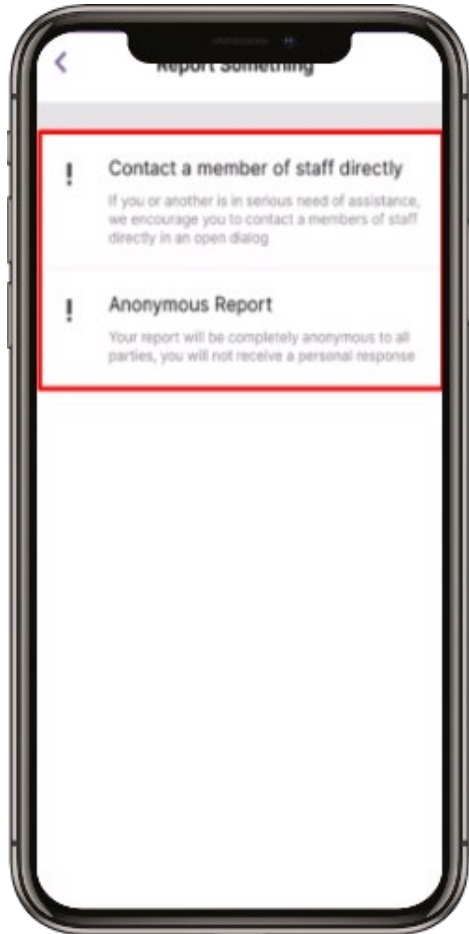 Report Something
! Contact a member of staff directly
If you or another is in serious need of assistance,
we encourage you to contact a members of staff
directly in an open dialog
! Anonymous Report
Your report will be completely anonymous to all
parties, you will not receive a personal response